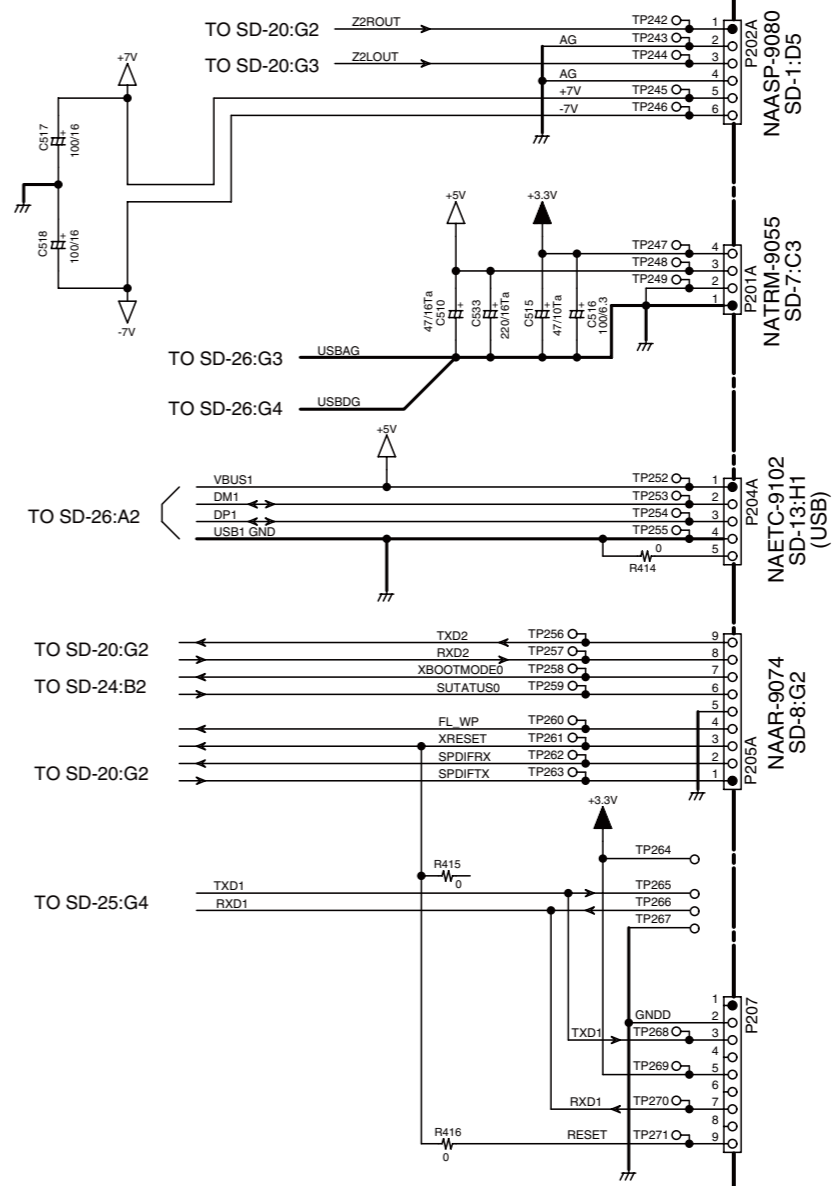 TO SD-20:G2
Z2ROUT
TP242
1
AG
TP243
2
TO SD-20:G3
Z2LOUT
TP244
3
AG
4
+7V
TP245
5
-7V
TP246
6
P202A
NAASP-9080
SD-1:D5
+7V
C517
100/16
+
C518
100/16
+
-7V
+5V
+3.3V
TP247
4
TP248
3
TP249
2
1
P201A
NATRM-9055
SD-7:C3
47/16Ta
C510
+
C533
220/16Ta
+
C515
47/10Ta
+
C516
100/6.3
+
TO SD-26:G3
USBAG
TO SD-26:G4
USBDG
+5V
TO SD-26:A2
VBUS1
TP252
1
DM1
TP253
2
DP1
TP254
3
USB1 GND
TP255
4
0
5
R414
P204A
NAETC-9102
SD-13:H1
(USB)
TO SD-20:G2
TXD2
TP256
9
RXD2
TP257
8
TO SD-24:B2
XBOOTMODE0
TP258
7
SUTATUS0
TP259
6
5
FL_WP
TP260
4
XRESET
TP261
3
TO SD-20:G2
SPDIFRX
TP262
2
SPDIFTX
TP263
1
P205A
NAAR-9074
SD-8:G2
+3.3V
TP264
R415
0
TO SD-25:G4
TXD1
TP265
RXD1
TP266
TP267
1
GNDD
2
TXD1
TP268
3
4
TP269
5
6
RXD1
TP270
7
8
R416
0
RESET
TP271
9
P207